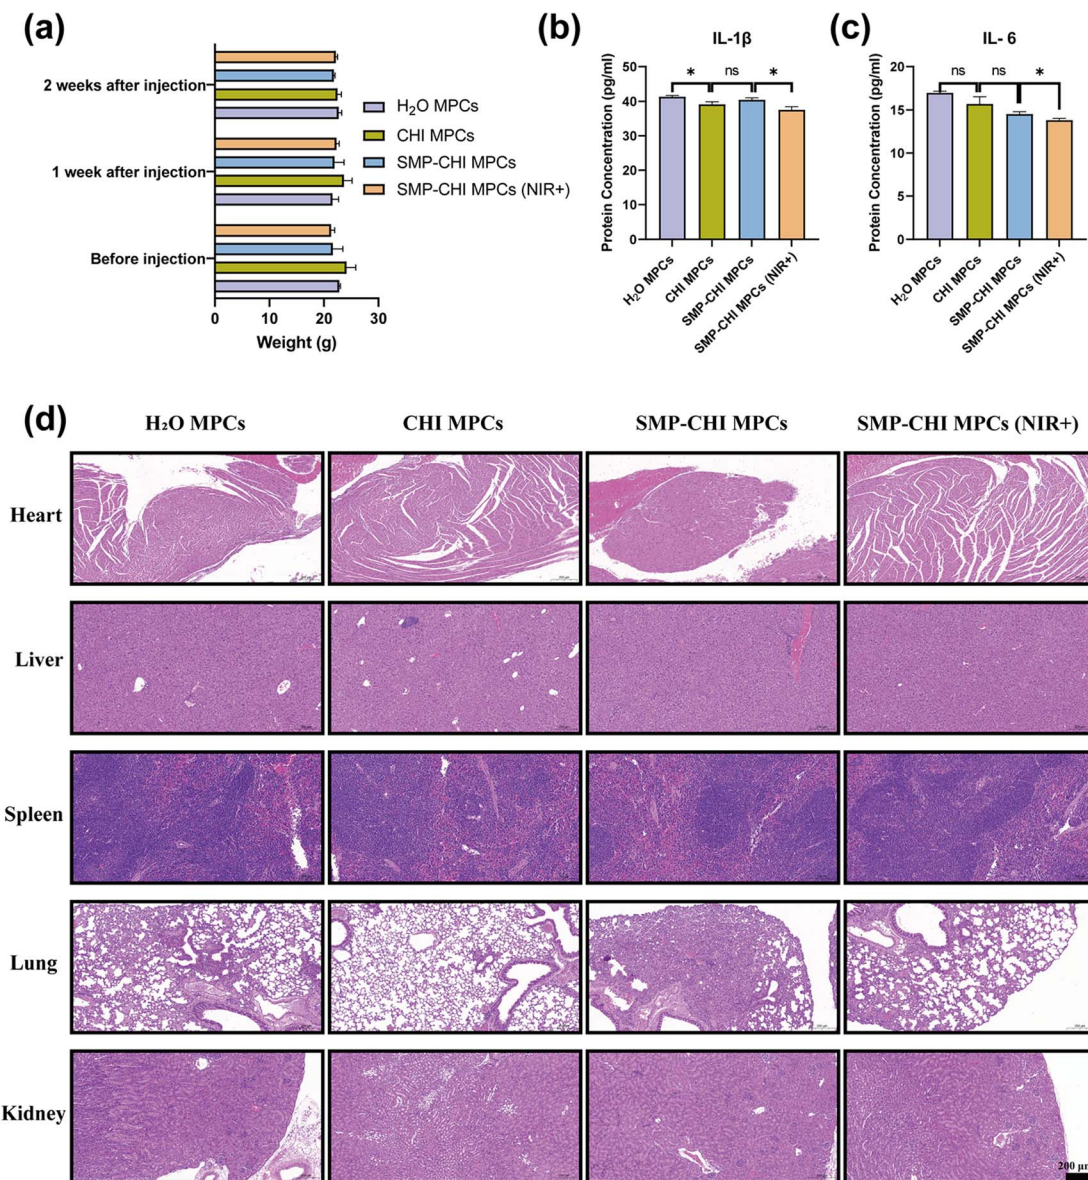 (a)
2 weeks after injection
1 week after injection
Before injection
0 10 20 30
Weight (g)
H₂O MPCs
CHI MPCs
SMP-CHI MPCs
SMP-CHI MPCs (NIR+)
(b)
IL-1β
Protein Concentration (pg/ml)
50
40
30
20
10
0
* ns *
H₂O MPCs
CHI MPCs
SMP-CHI MPCs
SMP-CHI MPCs (NIR+)
(c)
IL- 6
Protein Concentration (pg/ml)
20
15
10
5
0
ns ns *
H₂O MPCs
CHI MPCs
SMP-CHI MPCs
SMP-CHI MPCs (NIR+)
(d)
H₂O MPCs CHI MPCs SMP-CHI MPCs SMP-CHI MPCs (NIR+)
Heart
Liver
Spleen
Lung
Kidney
200 μm